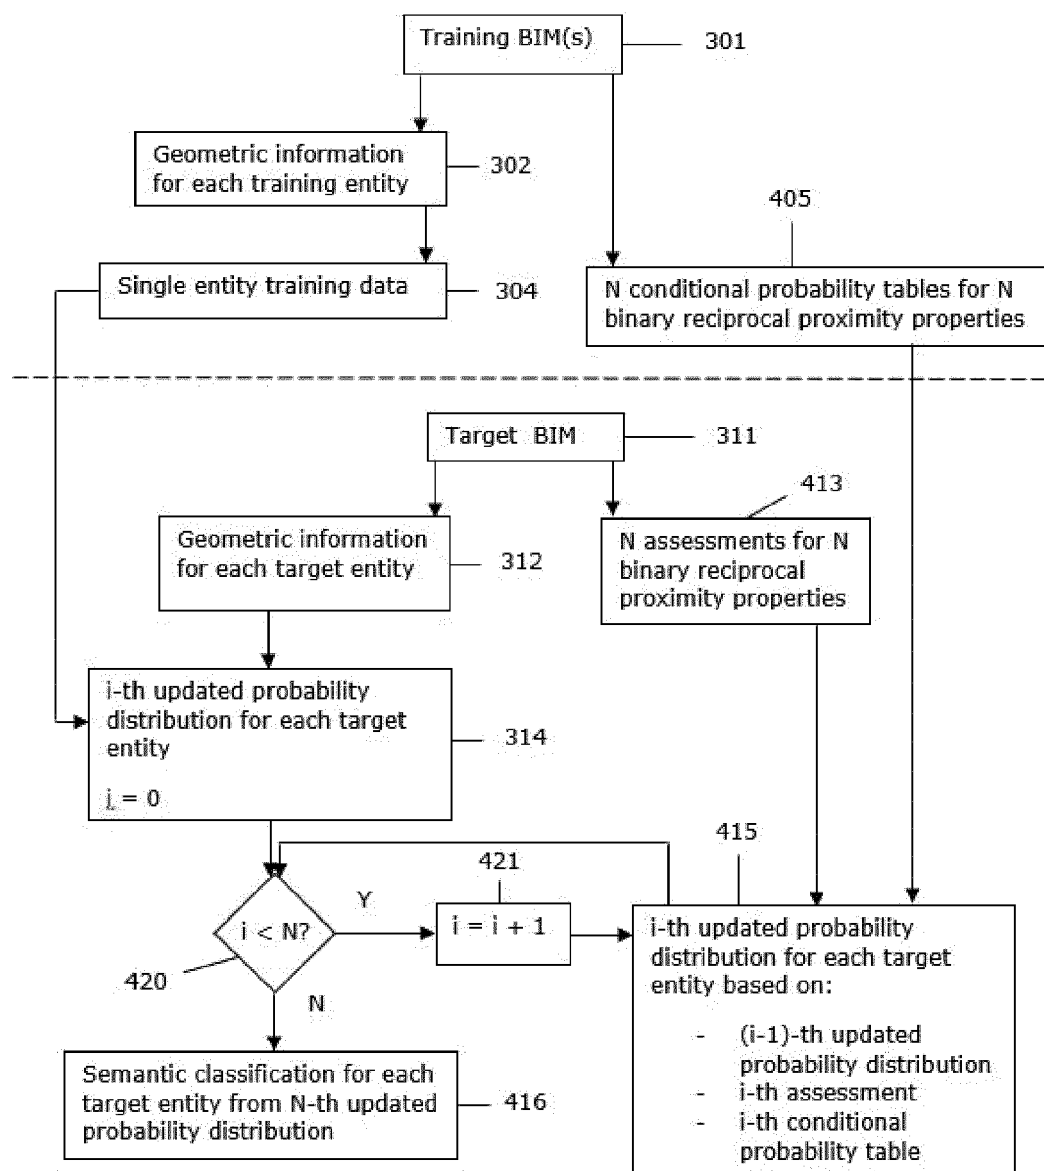 Training BIM(s)
301
Geometric information
for each training entity
302
405
Single entity training data
304
N conditional probability tables for N
binary reciprocal proximity properties
Target BIM
311
413
Geometric information
for each target entity
312
N assessments for N
binary reciprocal
proximity properties
i-th updated probability
distribution for each target
entity
i = 0
314
415
421
Y
i < N?
i = i + 1
420
N
i-th updated probability
distribution for each target
entity based on:
- (i-1)-th updated
probability distribution
- i-th assessment
- i-th conditional
probability table
Semantic classification for each
target entity from N-th updated
probability distribution
416